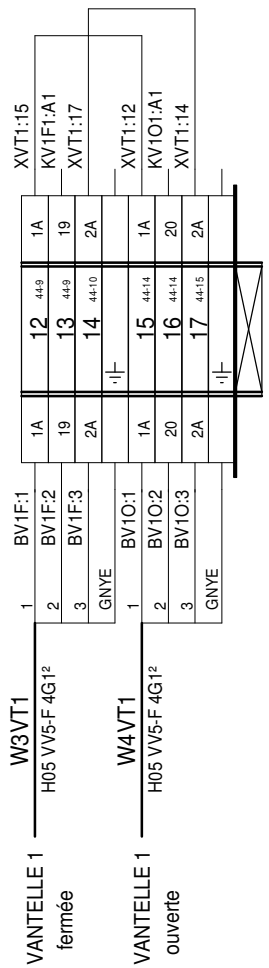 VANTELLE 1
fermée
W3VT1
H05 VV5-F 4G1²
1 BV1F:1 1A 12 44-9 1A XVT1:15
2 BV1F:2 19 13 44-9 19 KV1F1:A1
3 BV1F:3 2A 14 44-10 2A XVT1:17
GNYE
VANTELLE 1
ouverte
W4VT1
H05 VV5-F 4G1²
1 BV1O:1 1A 15 44-14 1A XVT1:12
2 BV1O:2 20 16 44-14 20 KV1O1:A1
3 BV1O:3 2A 17 44-15 2A XVT1:14
GNYE